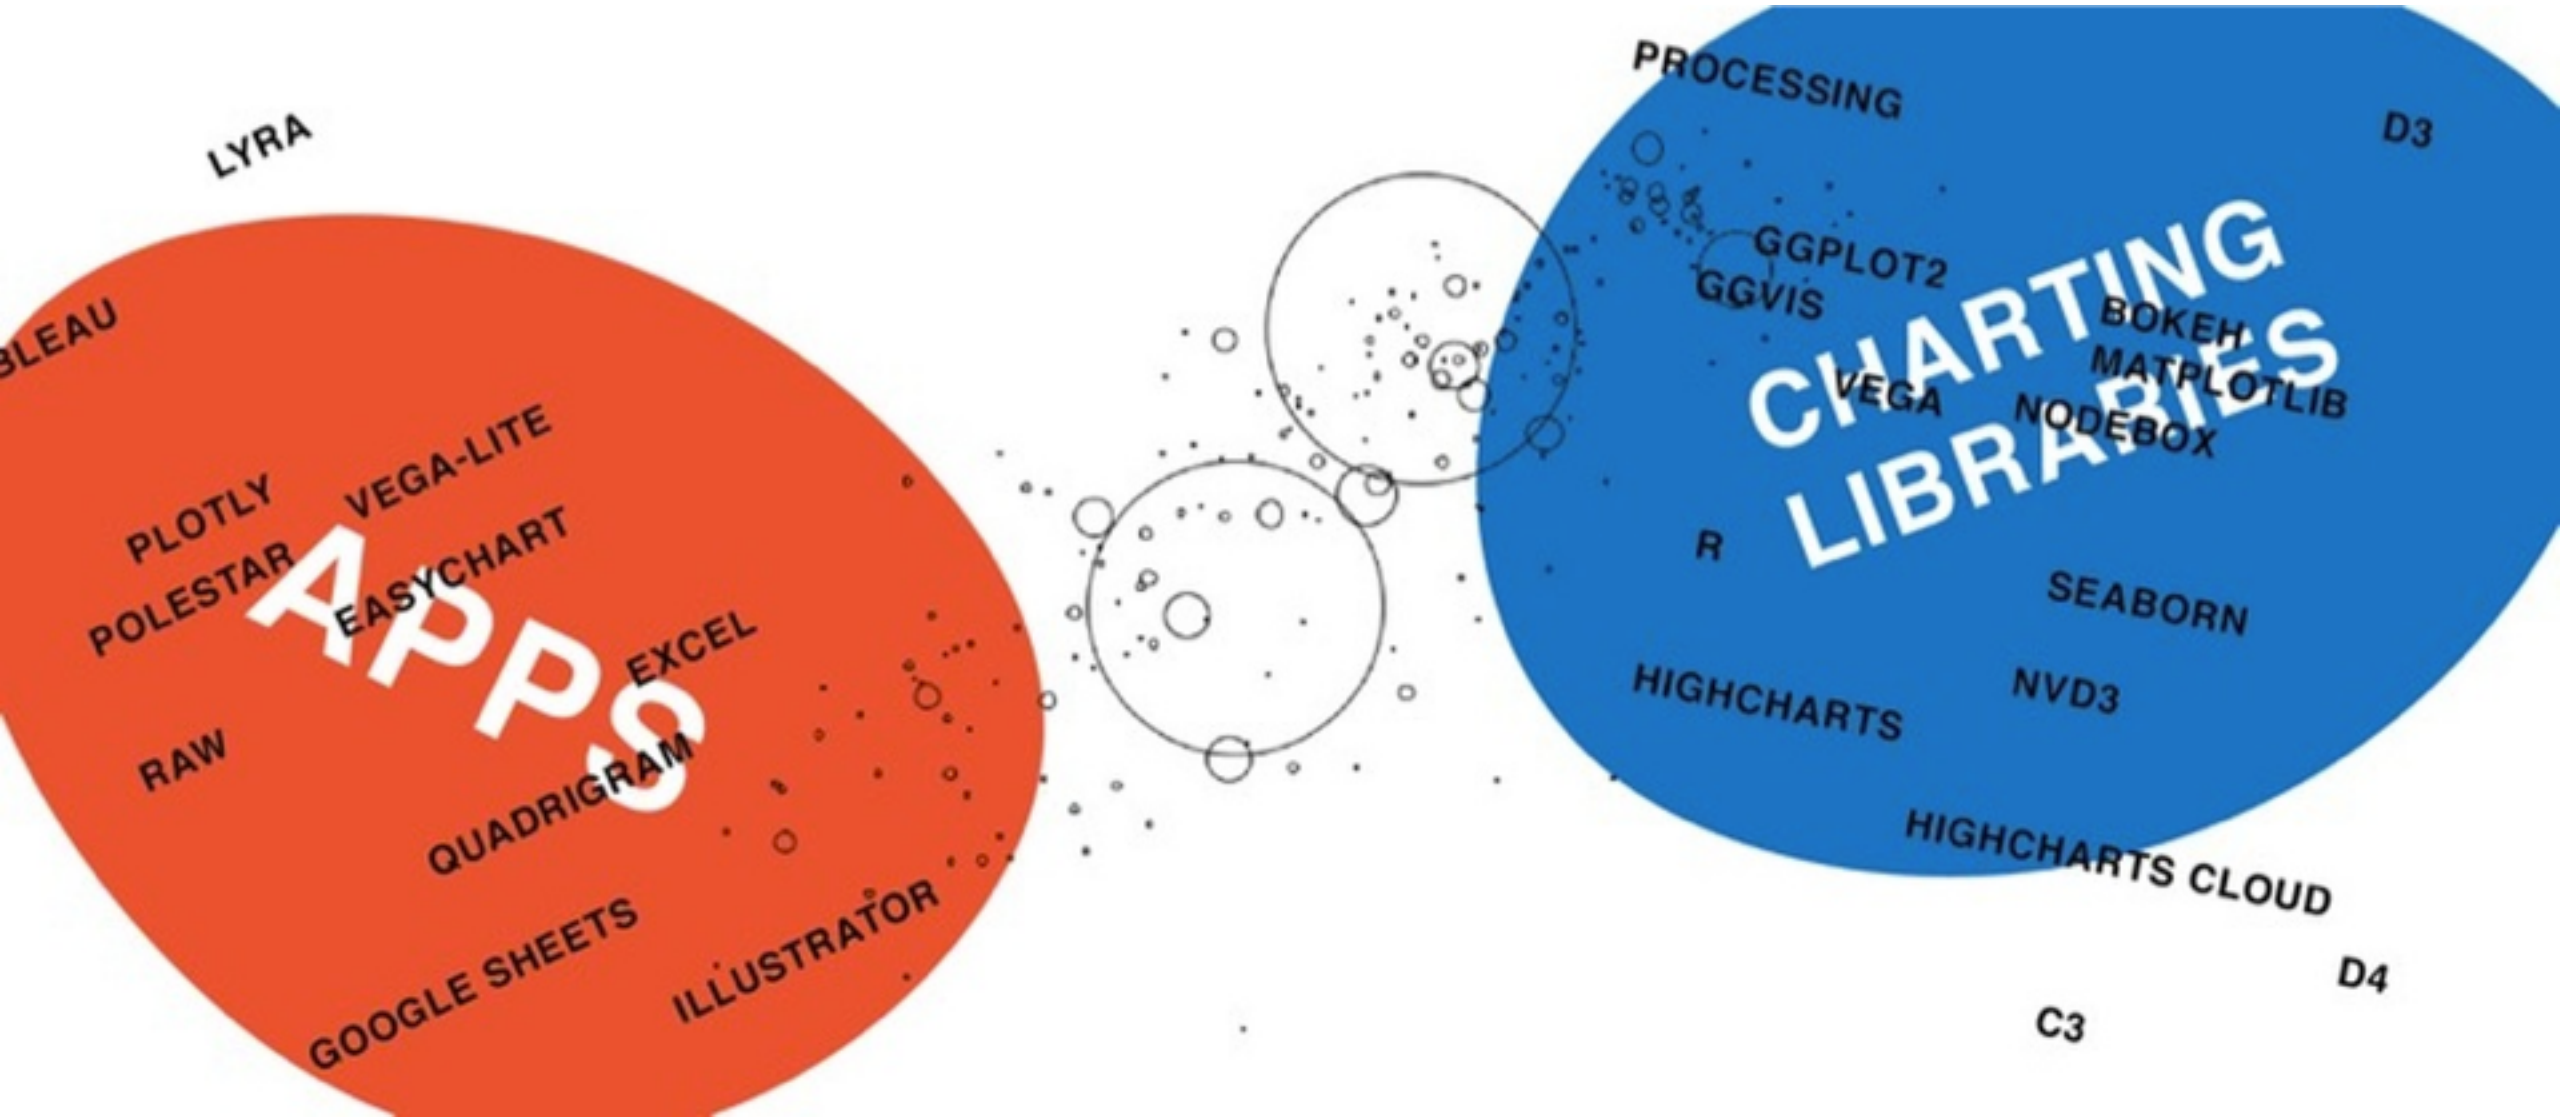 LYRA
BLEAU
PLOTLY
VEGA-LITE
POLESTAR
EASYCHART
APPS
EXCEL
RAW
QUADRIGRAM
GOOGLE SHEETS
ILLUSTRATOR
PROCESSING
D3
GGPLOT2
GGVIS
CHARTING
LIBRARIES
BOKEH
MATPLOTLIB
VEGA
NODEBOX
R
SEABORN
HIGHCHARTS
NVD3
HIGHCHARTS CLOUD
D4
C3